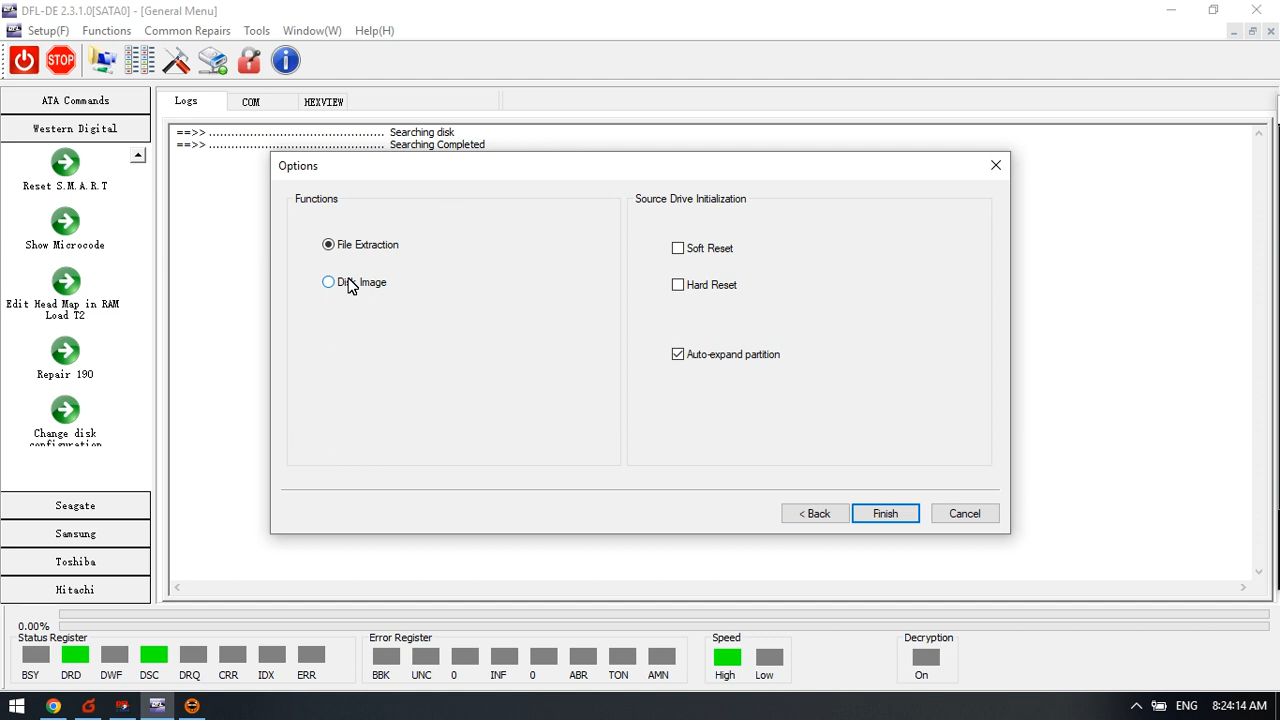 DFL-DE 2.3.1.0[SATA0] - [General Menu]
Setup(F) Functions Common Repairs Tools Window(W) Help(H)
STOP
ATA Commands
Western Digital
Reset S.M.A.R.T
Show Microcode
Edit Head Map in RAM
Load T2
Repair 190
Change disk
configuration
Seagate
Samsung
Toshiba
Hitachi
Logs COM HEXVIEW
==>> .............................................. Searching disk
==>> .............................................. Searching Completed
Options
Functions
File Extraction
Disk Image
Source Drive Initialization
Soft Reset
Hard Reset
Auto-expand partition
< Back Finish Cancel
0.00%
Status Register
BSY DRD DWF DSC DRQ CRR IDX ERR
Error Register
BBK UNC 0 INF 0 ABR TON AMN
Speed
High Low
Decryption
On
ENG 8:24:14 AM